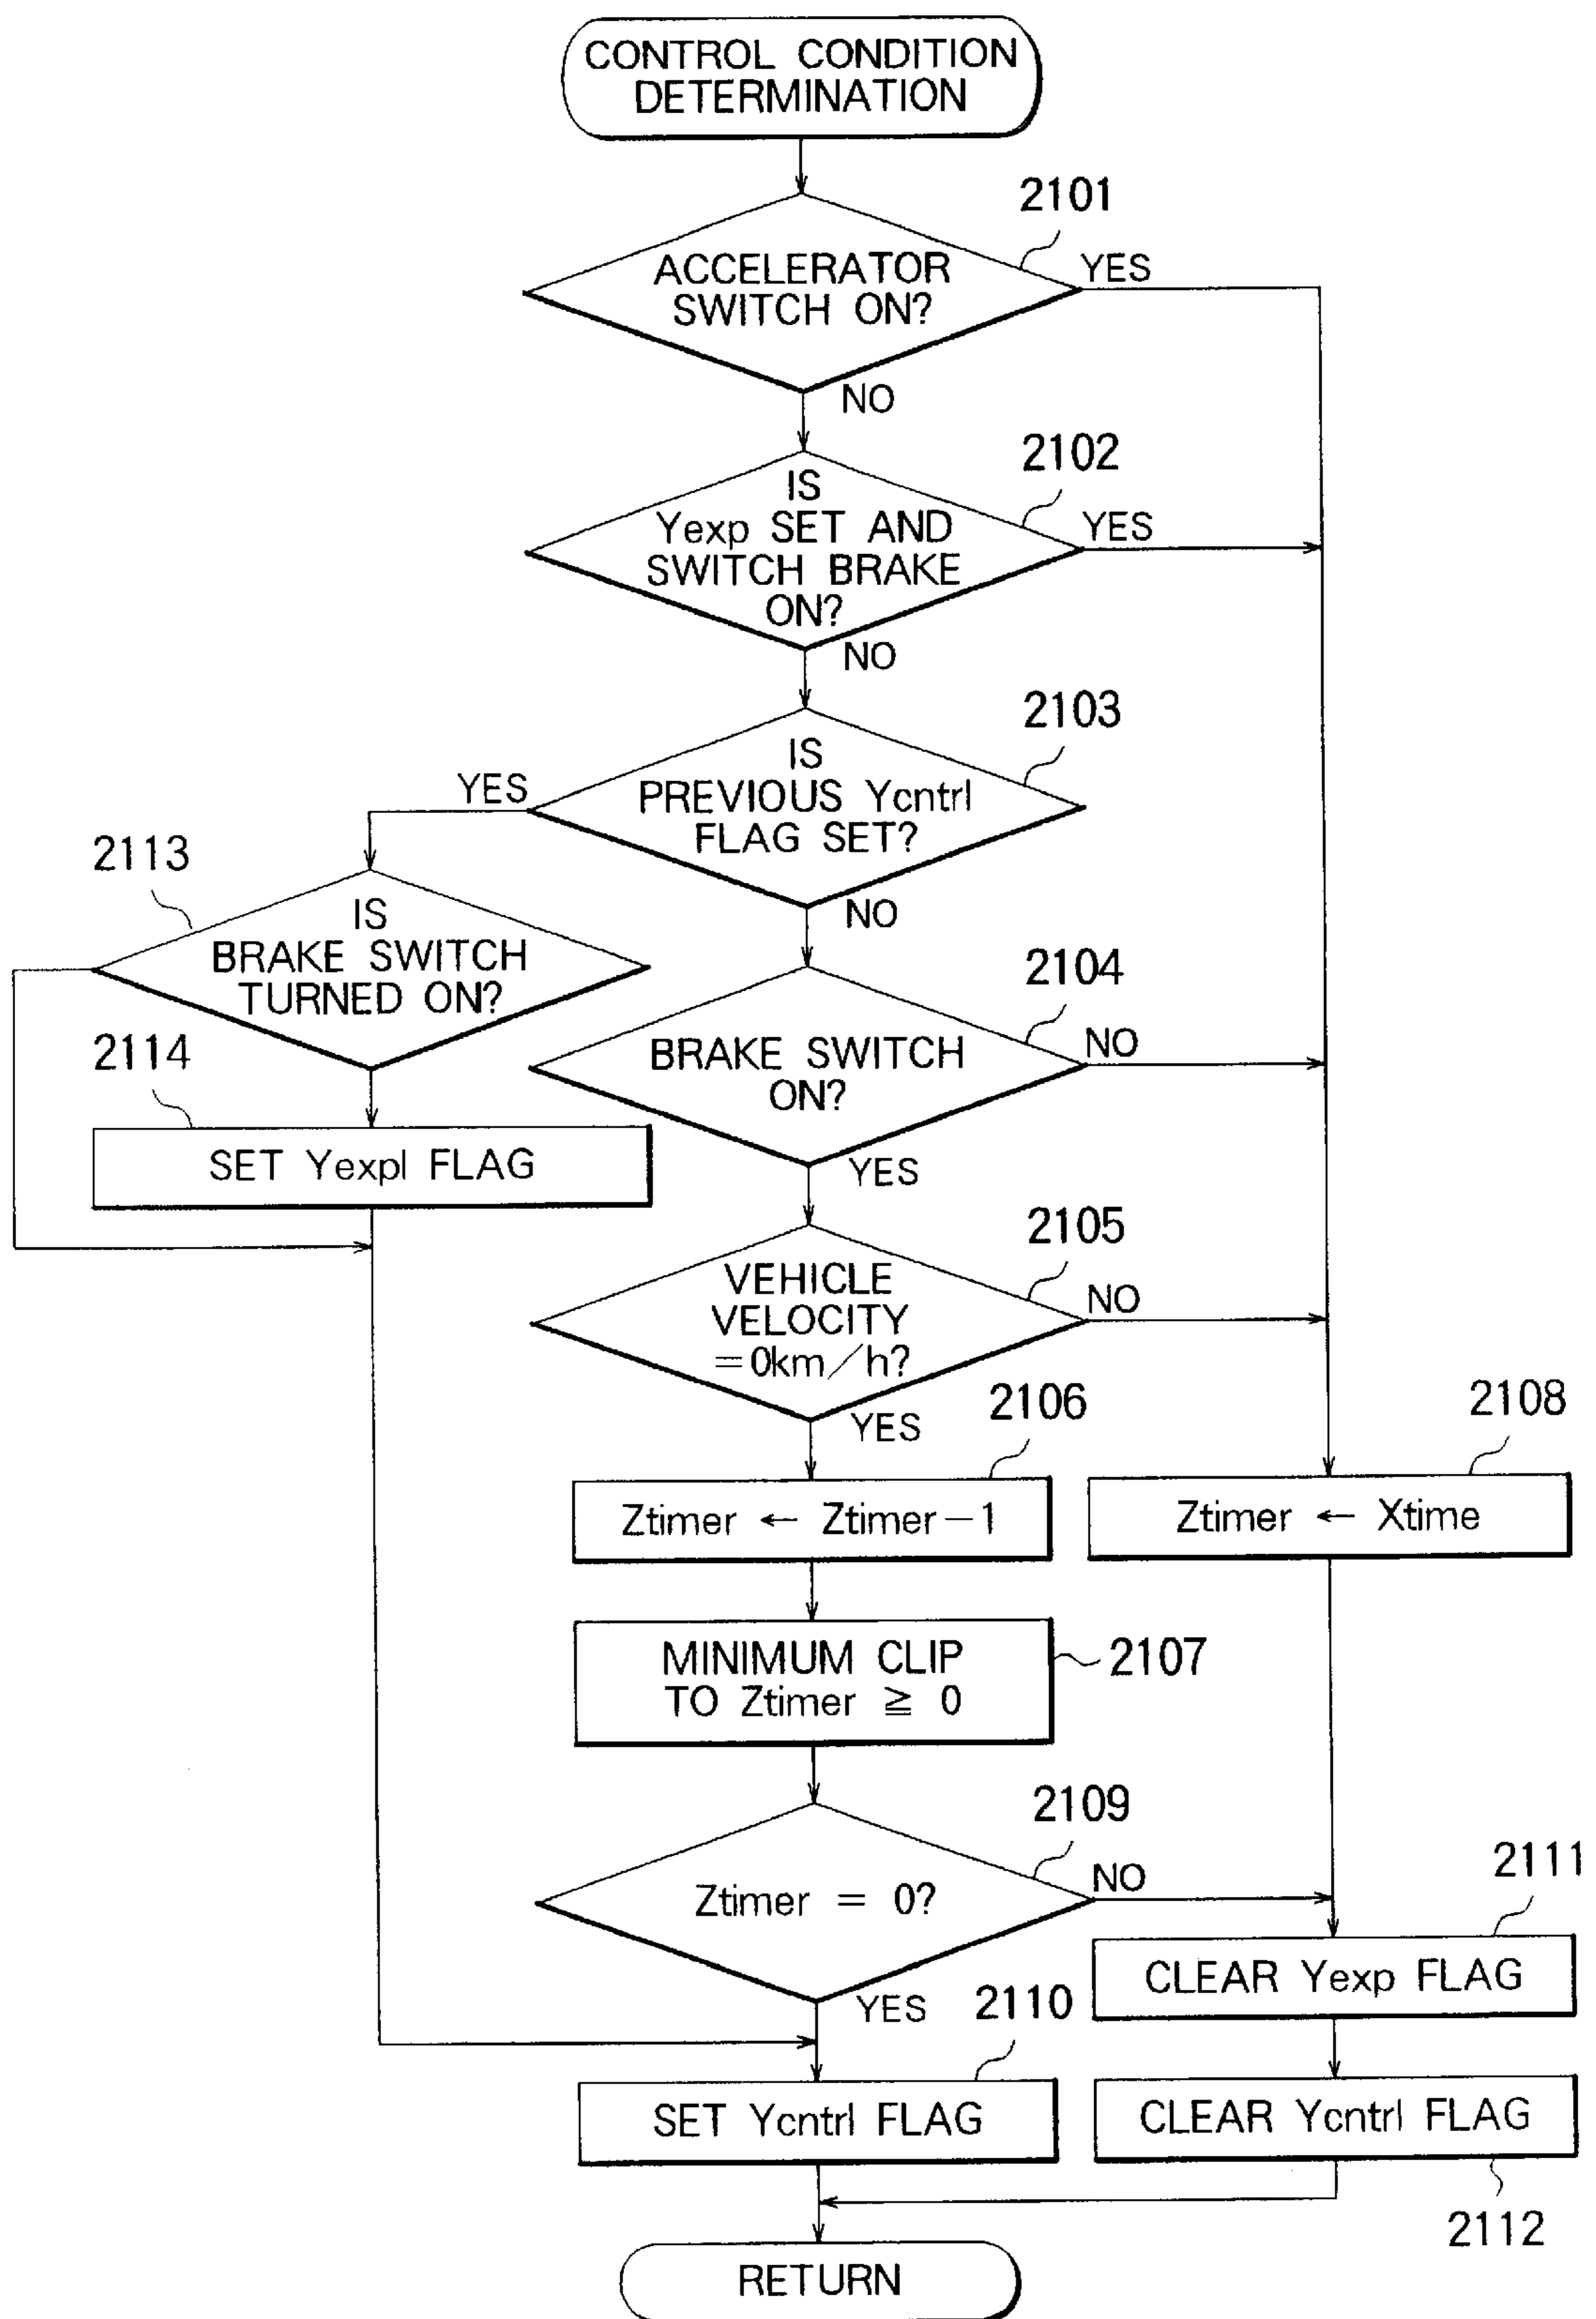 CONTROL CONDITION
DETERMINATION
2101
ACCELERATOR
SWITCH ON?
YES
NO
2102
IS
Yexp SET AND
SWITCH BRAKE
ON?
YES
NO
2103
IS
PREVIOUS Ycntrl
FLAG SET?
YES
NO
2113
IS
BRAKE SWITCH
TURNED ON?
2104
BRAKE SWITCH
ON?
NO
YES
2114
SET Yexpl FLAG
2105
VEHICLE
VELOCITY
=0km/h?
NO
YES
2106
Ztimer ← Ztimer−1
2108
Ztimer ← Xtime
MINIMUM CLIP
TO Ztimer ≧ 0
2107
2109
Ztimer = 0?
NO
YES
2111
CLEAR Yexp FLAG
2110
SET Ycntrl FLAG
CLEAR Ycntrl FLAG
2112
RETURN